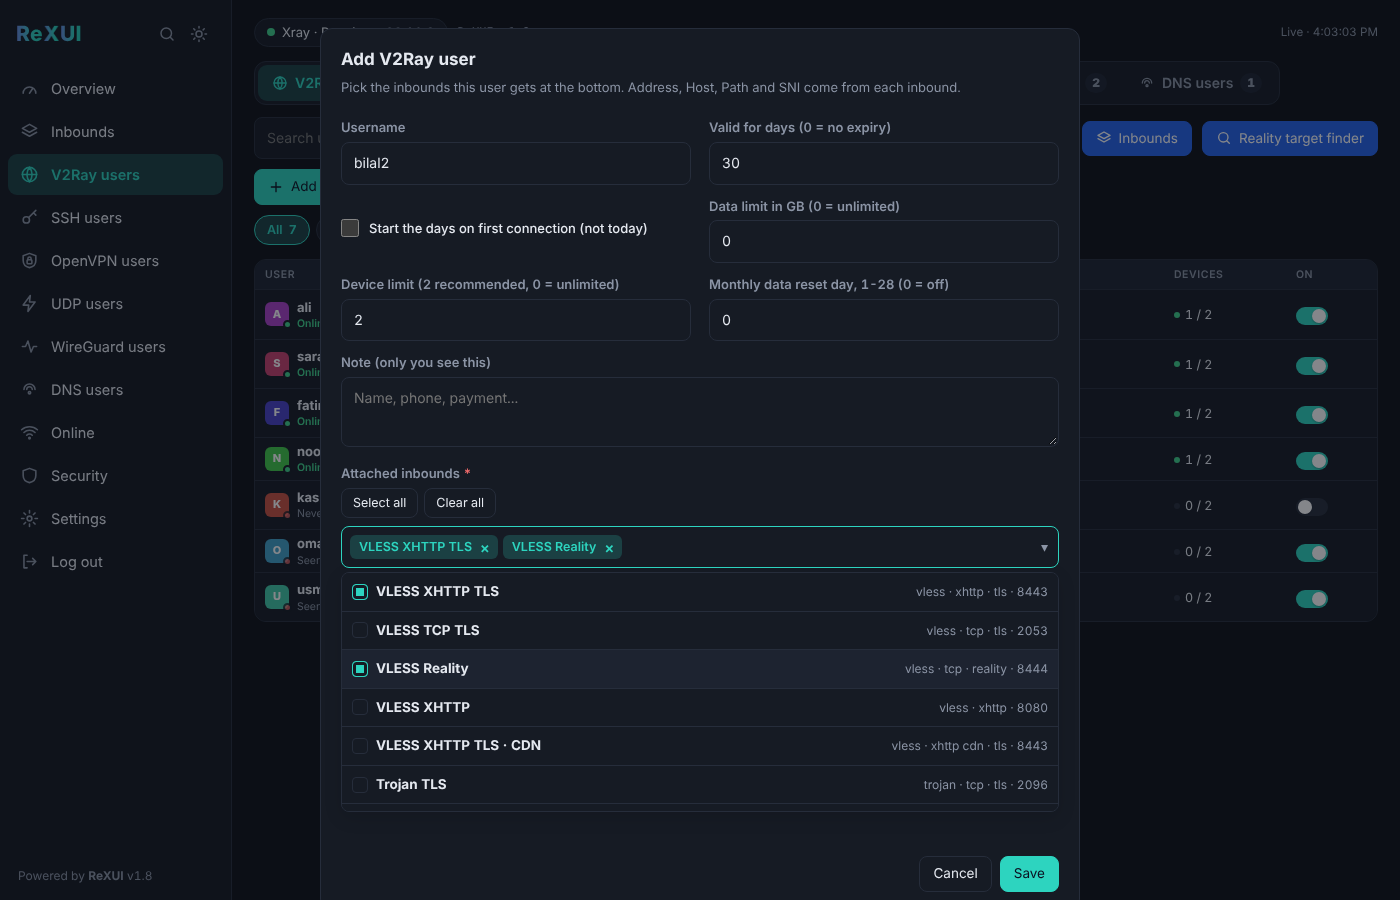 ReXUI
Overview
Inbounds
V2Ray users
SSH users
OpenVPN users
UDP users
WireGuard users
DNS users
Online
Security
Settings
Log out
Powered by ReXUI v1.8
Xray ·
Live · 4:03:03 PM
2
DNS users 1
Search
Inbounds
Reality target finder
Add
All 7
USER
DEVICES
ON
A
ali
1 / 2
S
1 / 2
F
1 / 2
N
1 / 2
K
0 / 2
O
0 / 2
U
0 / 2
Add V2Ray user
Pick the inbounds this user gets at the bottom. Address, Host, Path and SNI come from each inbound.
Username
bilal2
Valid for days (0 = no expiry)
30
Start the days on first connection (not today)
Data limit in GB (0 = unlimited)
0
Device limit (2 recommended, 0 = unlimited)
2
Monthly data reset day, 1-28 (0 = off)
0
Note (only you see this)
Name, phone, payment...
Attached inbounds *
Select all
Clear all
VLESS XHTTP TLS ×
VLESS Reality ×
VLESS XHTTP TLS
vless · xhttp · tls · 8443
VLESS TCP TLS
vless · tcp · tls · 2053
VLESS Reality
vless · tcp · reality · 8444
VLESS XHTTP
vless · xhttp · 8080
VLESS XHTTP TLS · CDN
vless · xhttp cdn · tls · 8443
Trojan TLS
trojan · tcp · tls · 2096
Cancel
Save